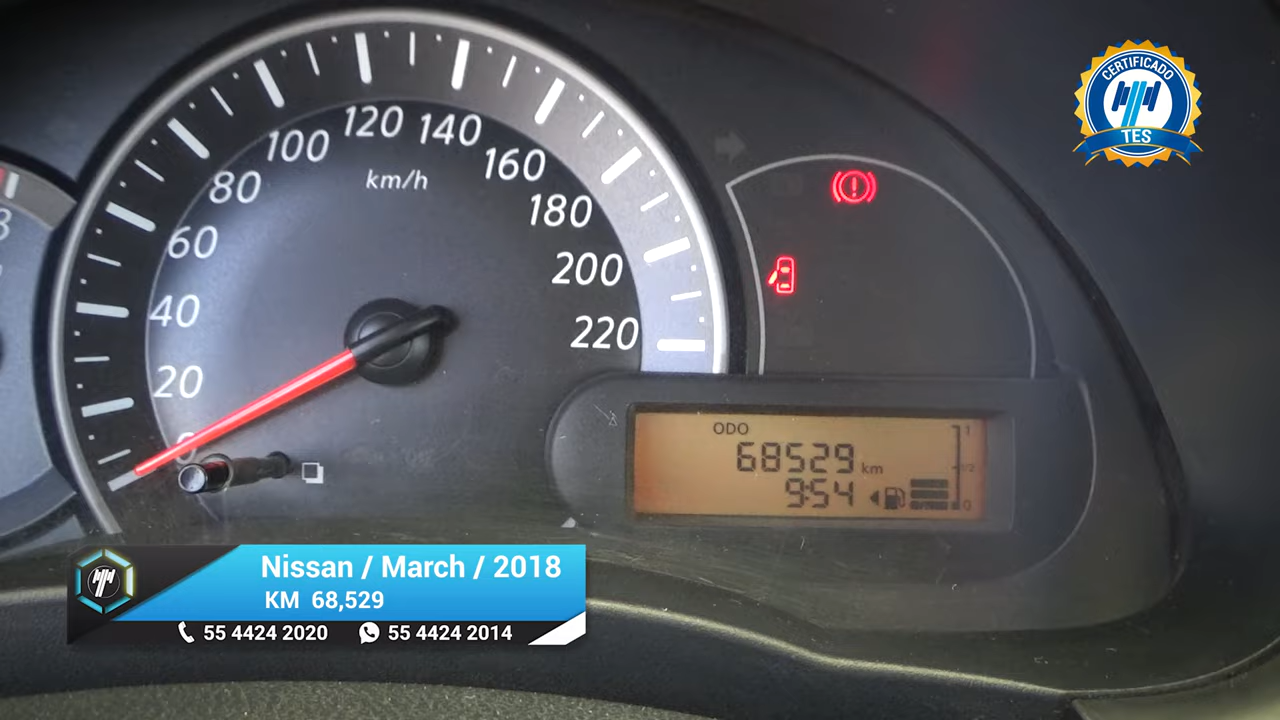 CERTIFICADO
TES
0
20
40
60
80
100
120
140
160
180
200
220
km/h
8
ODO
68529 km
9:54
1
1/2
0
Nissan / March / 2018
KM 68,529
55 4424 2020
55 4424 2014